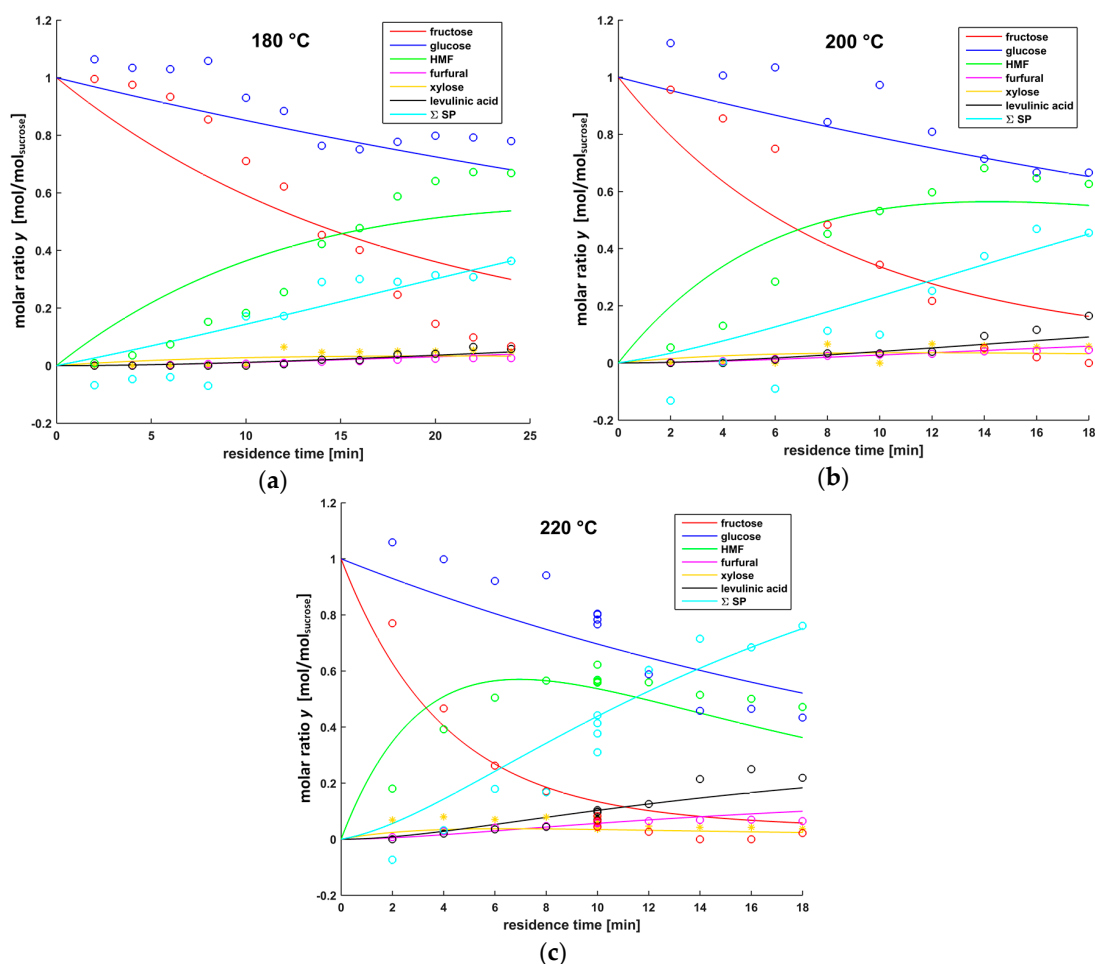 180 °C
fructose
glucose
HMF
furfural
xylose
levulinic acid
Σ SP
molar ratio y [mol/mol_sucrose]
1.2
1
0.8
0.6
0.4
0.2
0
-0.2
0 5 10 15 20 25
residence time [min]
(a)
200 °C
fructose
glucose
HMF
furfural
xylose
levulinic acid
Σ SP
molar ratio y [mol/mol_sucrose]
1.2
1
0.8
0.6
0.4
0.2
0
-0.2
0 2 4 6 8 10 12 14 16 18
residence time [min]
(b)
220 °C
fructose
glucose
HMF
furfural
xylose
levulinic acid
Σ SP
molar ratio y [mol/mol_sucrose]
1.2
1
0.8
0.6
0.4
0.2
0
-0.2
0 2 4 6 8 10 12 14 16 18
residence time [min]
(c)